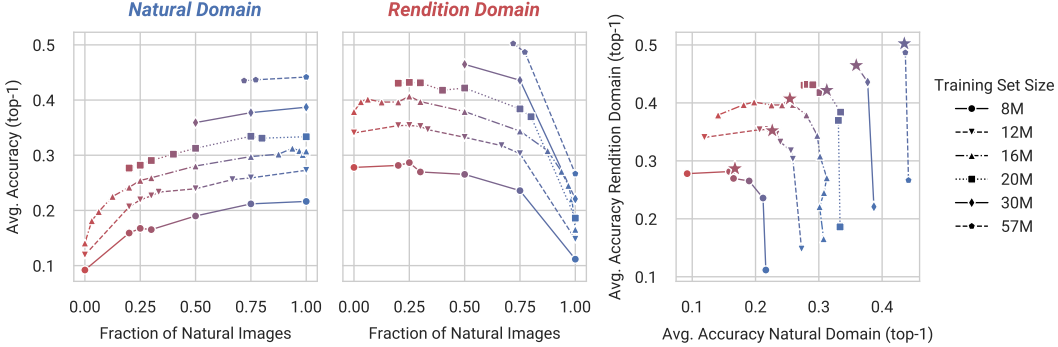 Natural Domain
Rendition Domain
Avg. Accuracy (top-1)
0.5
0.4
0.3
0.2
0.1
0.00 0.25 0.50 0.75 1.00
Fraction of Natural Images
0.00 0.25 0.50 0.75 1.00
Fraction of Natural Images
Avg. Accuracy Rendition Domain (top-1)
0.5
0.4
0.3
0.2
0.1
0.1 0.2 0.3 0.4
Avg. Accuracy Natural Domain (top-1)
Training Set Size
8M
12M
16M
20M
30M
57M